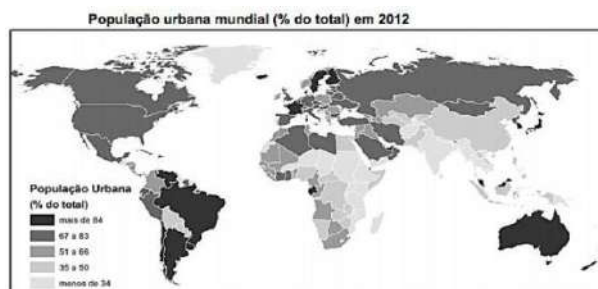 População urbana mundial (% do total) em 2012
População Urbana
(% do total)
mais de 84
67 a 83
51 a 66
35 a 50
menos de 34